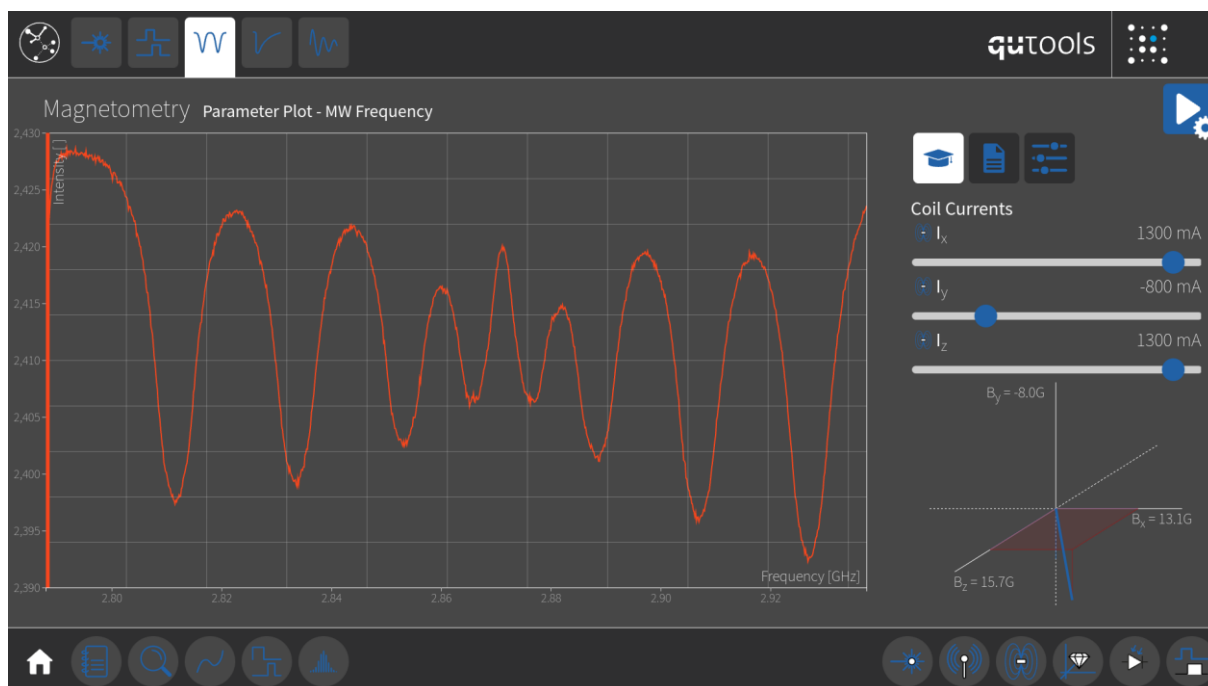 qutools
Magnetometry Parameter Plot - MW Frequency
2,430
2,425
2,420
2,415
2,410
2,405
2,400
2,395
2,390
Intensity [ ]
2.80 2.82 2.84 2.86 2.88 2.90 2.92
Frequency [GHz]
Coil Currents
- Ix 1300 mA
- Iy -800 mA
- Iz 1300 mA
By = -8.0G
Bx = 13.1G
Bz = 15.7G